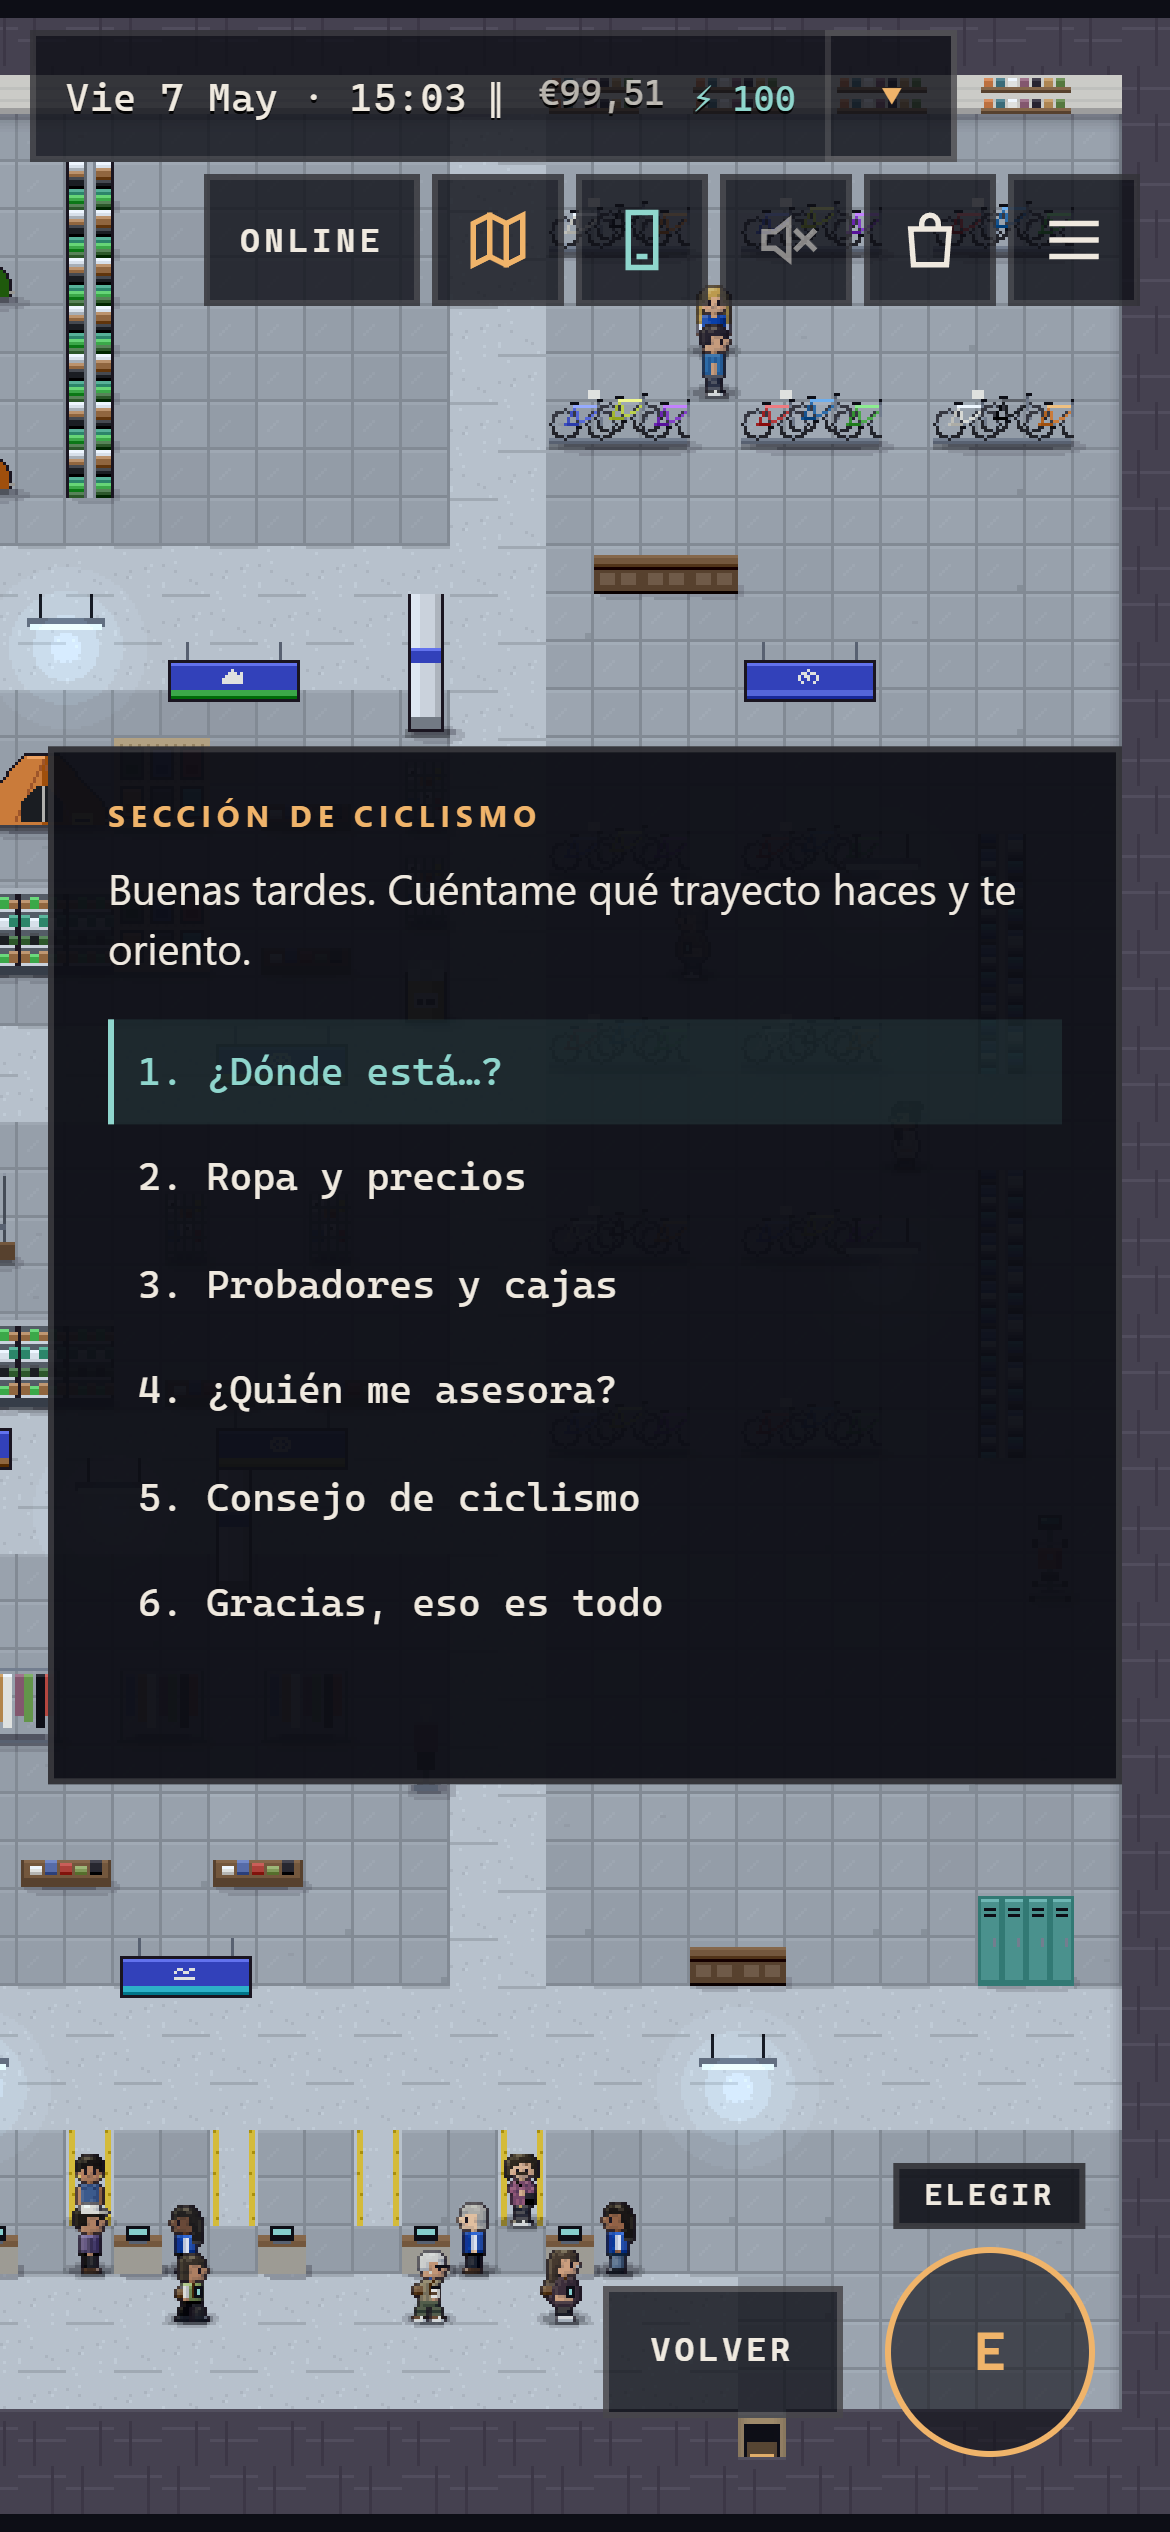 Vie 7 May · 15:03 ‖ €99,51 ⚡ 100 ▼
ONLINE
SECCIÓN DE CICLISMO
Buenas tardes. Cuéntame qué trayecto haces y te
oriento.
1. ¿Dónde está…?
2. Ropa y precios
3. Probadores y cajas
4. ¿Quién me asesora?
5. Consejo de ciclismo
6. Gracias, eso es todo
ELEGIR
VOLVER
E